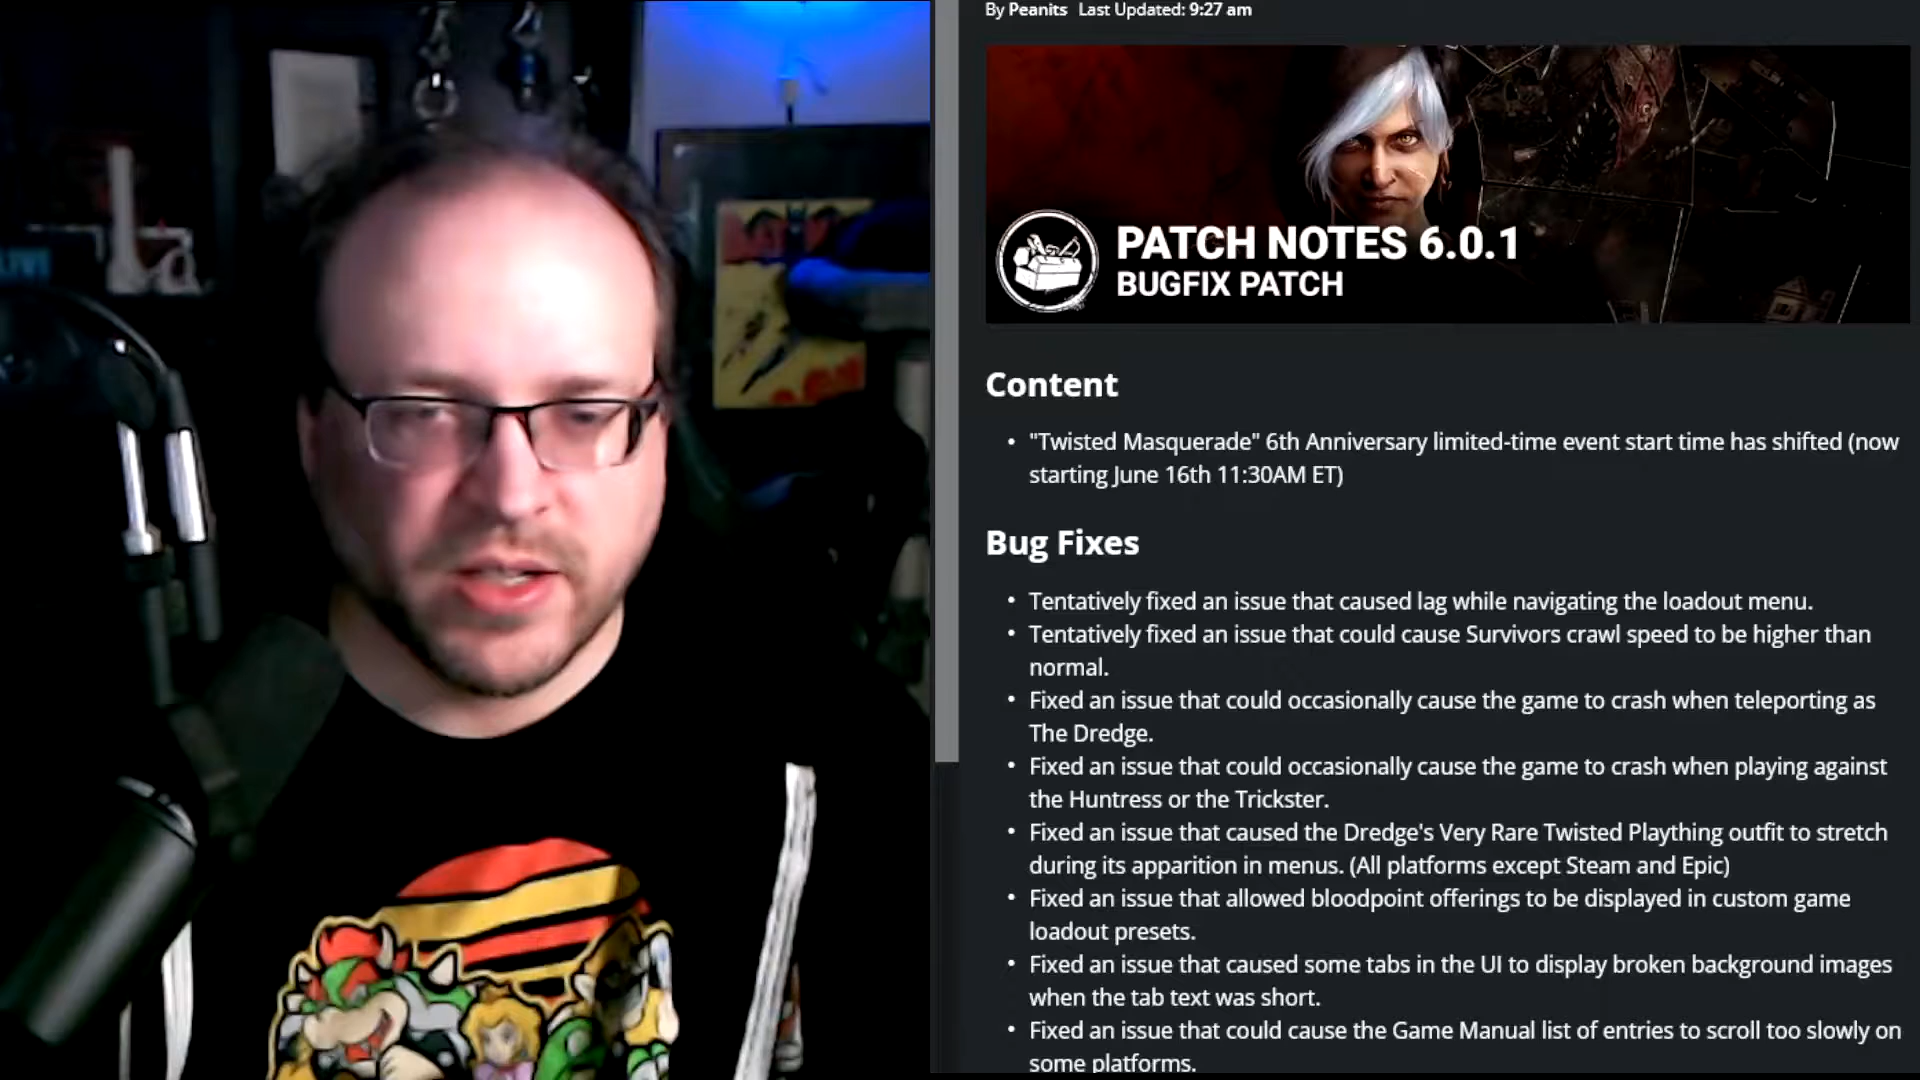 By Peanits Last Updated: 9:27 am
PATCH NOTES 6.0.1
BUGFIX PATCH
Content
• "Twisted Masquerade" 6th Anniversary limited-time event start time has shifted (now
starting June 16th 11:30AM ET)
Bug Fixes
• Tentatively fixed an issue that caused lag while navigating the loadout menu.
• Tentatively fixed an issue that could cause Survivors crawl speed to be higher than
normal.
• Fixed an issue that could occasionally cause the game to crash when teleporting as
The Dredge.
• Fixed an issue that could occasionally cause the game to crash when playing against
the Huntress or the Trickster.
• Fixed an issue that caused the Dredge's Very Rare Twisted Plaything outfit to stretch
during its apparition in menus. (All platforms except Steam and Epic)
• Fixed an issue that allowed bloodpoint offerings to be displayed in custom game
loadout presets.
• Fixed an issue that caused some tabs in the UI to display broken background images
when the tab text was short.
• Fixed an issue that could cause the Game Manual list of entries to scroll too slowly on
some platforms.